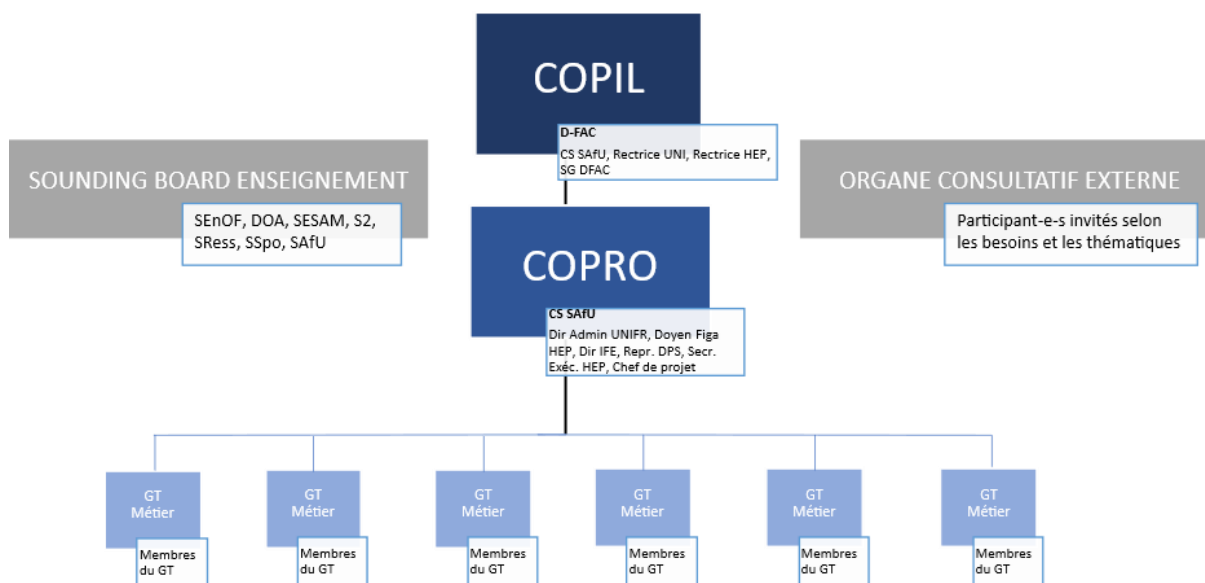 COPIL
D-FAC
CS SAfU, Rectrice UNI, Rectrice HEP,
SG DFAC
SOUNDING BOARD ENSEIGNEMENT
SEnOF, DOA, SESAM, S2,
SRess, SSpo, SAfU
ORGANE CONSULTATIF EXTERNE
Participant-e-s invités selon
les besoins et les thématiques
COPRO
CS SAfU
Dir Admin UNIFR, Doyen Figa
HEP, Dir IFE, Repr. DPS, Secr.
Exéc. HEP, Chef de projet
GT
Métier
Membres
du GT
GT
Métier
Membres
du GT
GT
Métier
Membres
du GT
GT
Métier
Membres
du GT
GT
Métier
Membres
du GT
GT
Métier
Membres
du GT